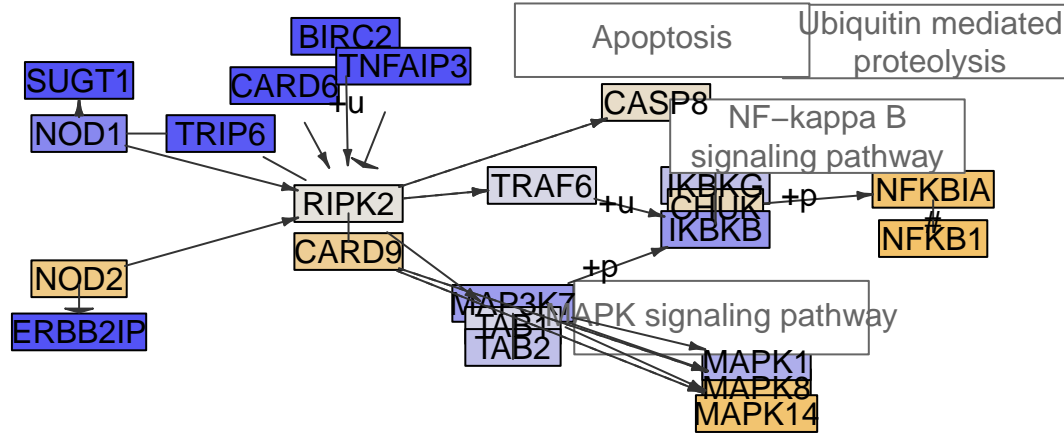 BIRC2
Apoptosis
Ubiquitin mediated
proteolysis
TNFAIP3
SUGT1
CARD6
+u
CASP8
NOD1
TRIP6
NF−kappa B
signaling pathway
RIPK2
TRAF6
+u
IKBKG
CHUK
IKBKB
+p
NFKBIA
#
NFKB1
CARD9
NOD2
+p
MAP3K7
TAB1
TAB2
MAPK signaling pathway
ERBB2IP
MAPK1
MAPK8
MAPK14